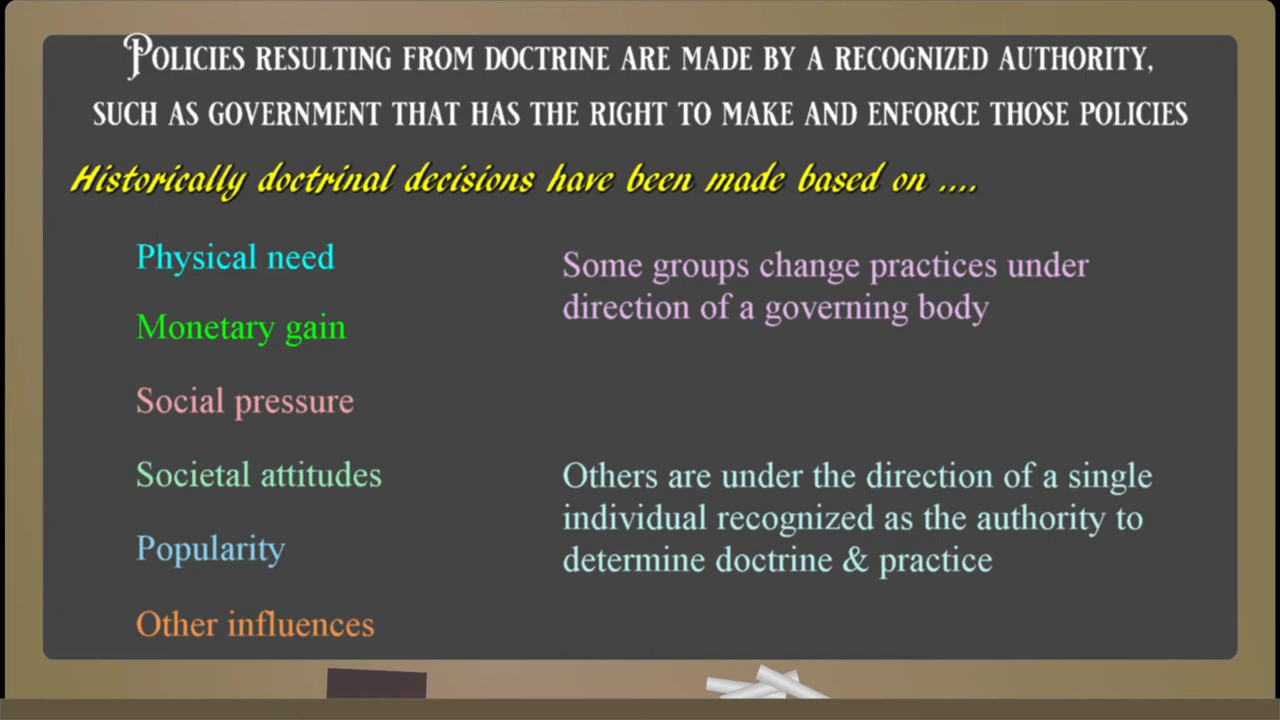 Policies resulting from doctrine are made by a recognized authority,
such as government that has the right to make and enforce those policies
Historically doctrinal decisions have been made based on ....
Physical need
Monetary gain
Social pressure
Societal attitudes
Popularity
Other influences
Some groups change practices under
direction of a governing body
Others are under the direction of a single
individual recognized as the authority to
determine doctrine & practice